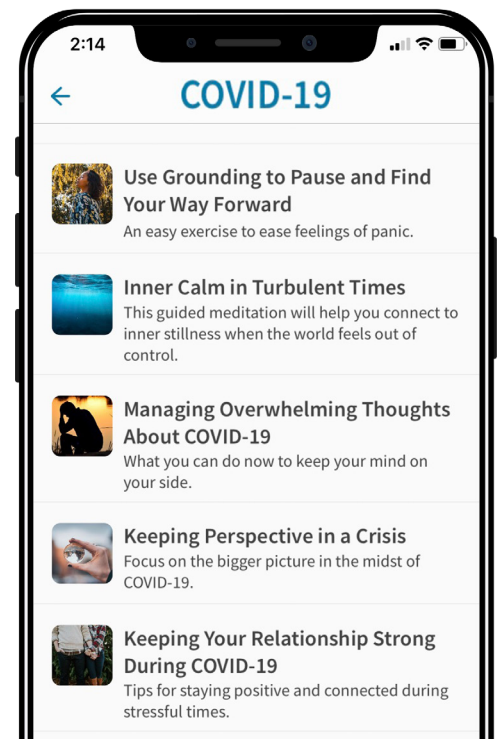 2:14
COVID-19
Use Grounding to Pause and Find
Your Way Forward
An easy exercise to ease feelings of panic.
Inner Calm in Turbulent Times
This guided meditation will help you connect to
inner stillness when the world feels out of
control.
Managing Overwhelming Thoughts
About COVID-19
What you can do now to keep your mind on
your side.
Keeping Perspective in a Crisis
Focus on the bigger picture in the midst of
COVID-19.
Keeping Your Relationship Strong
During COVID-19
Tips for staying positive and connected during
stressful times.